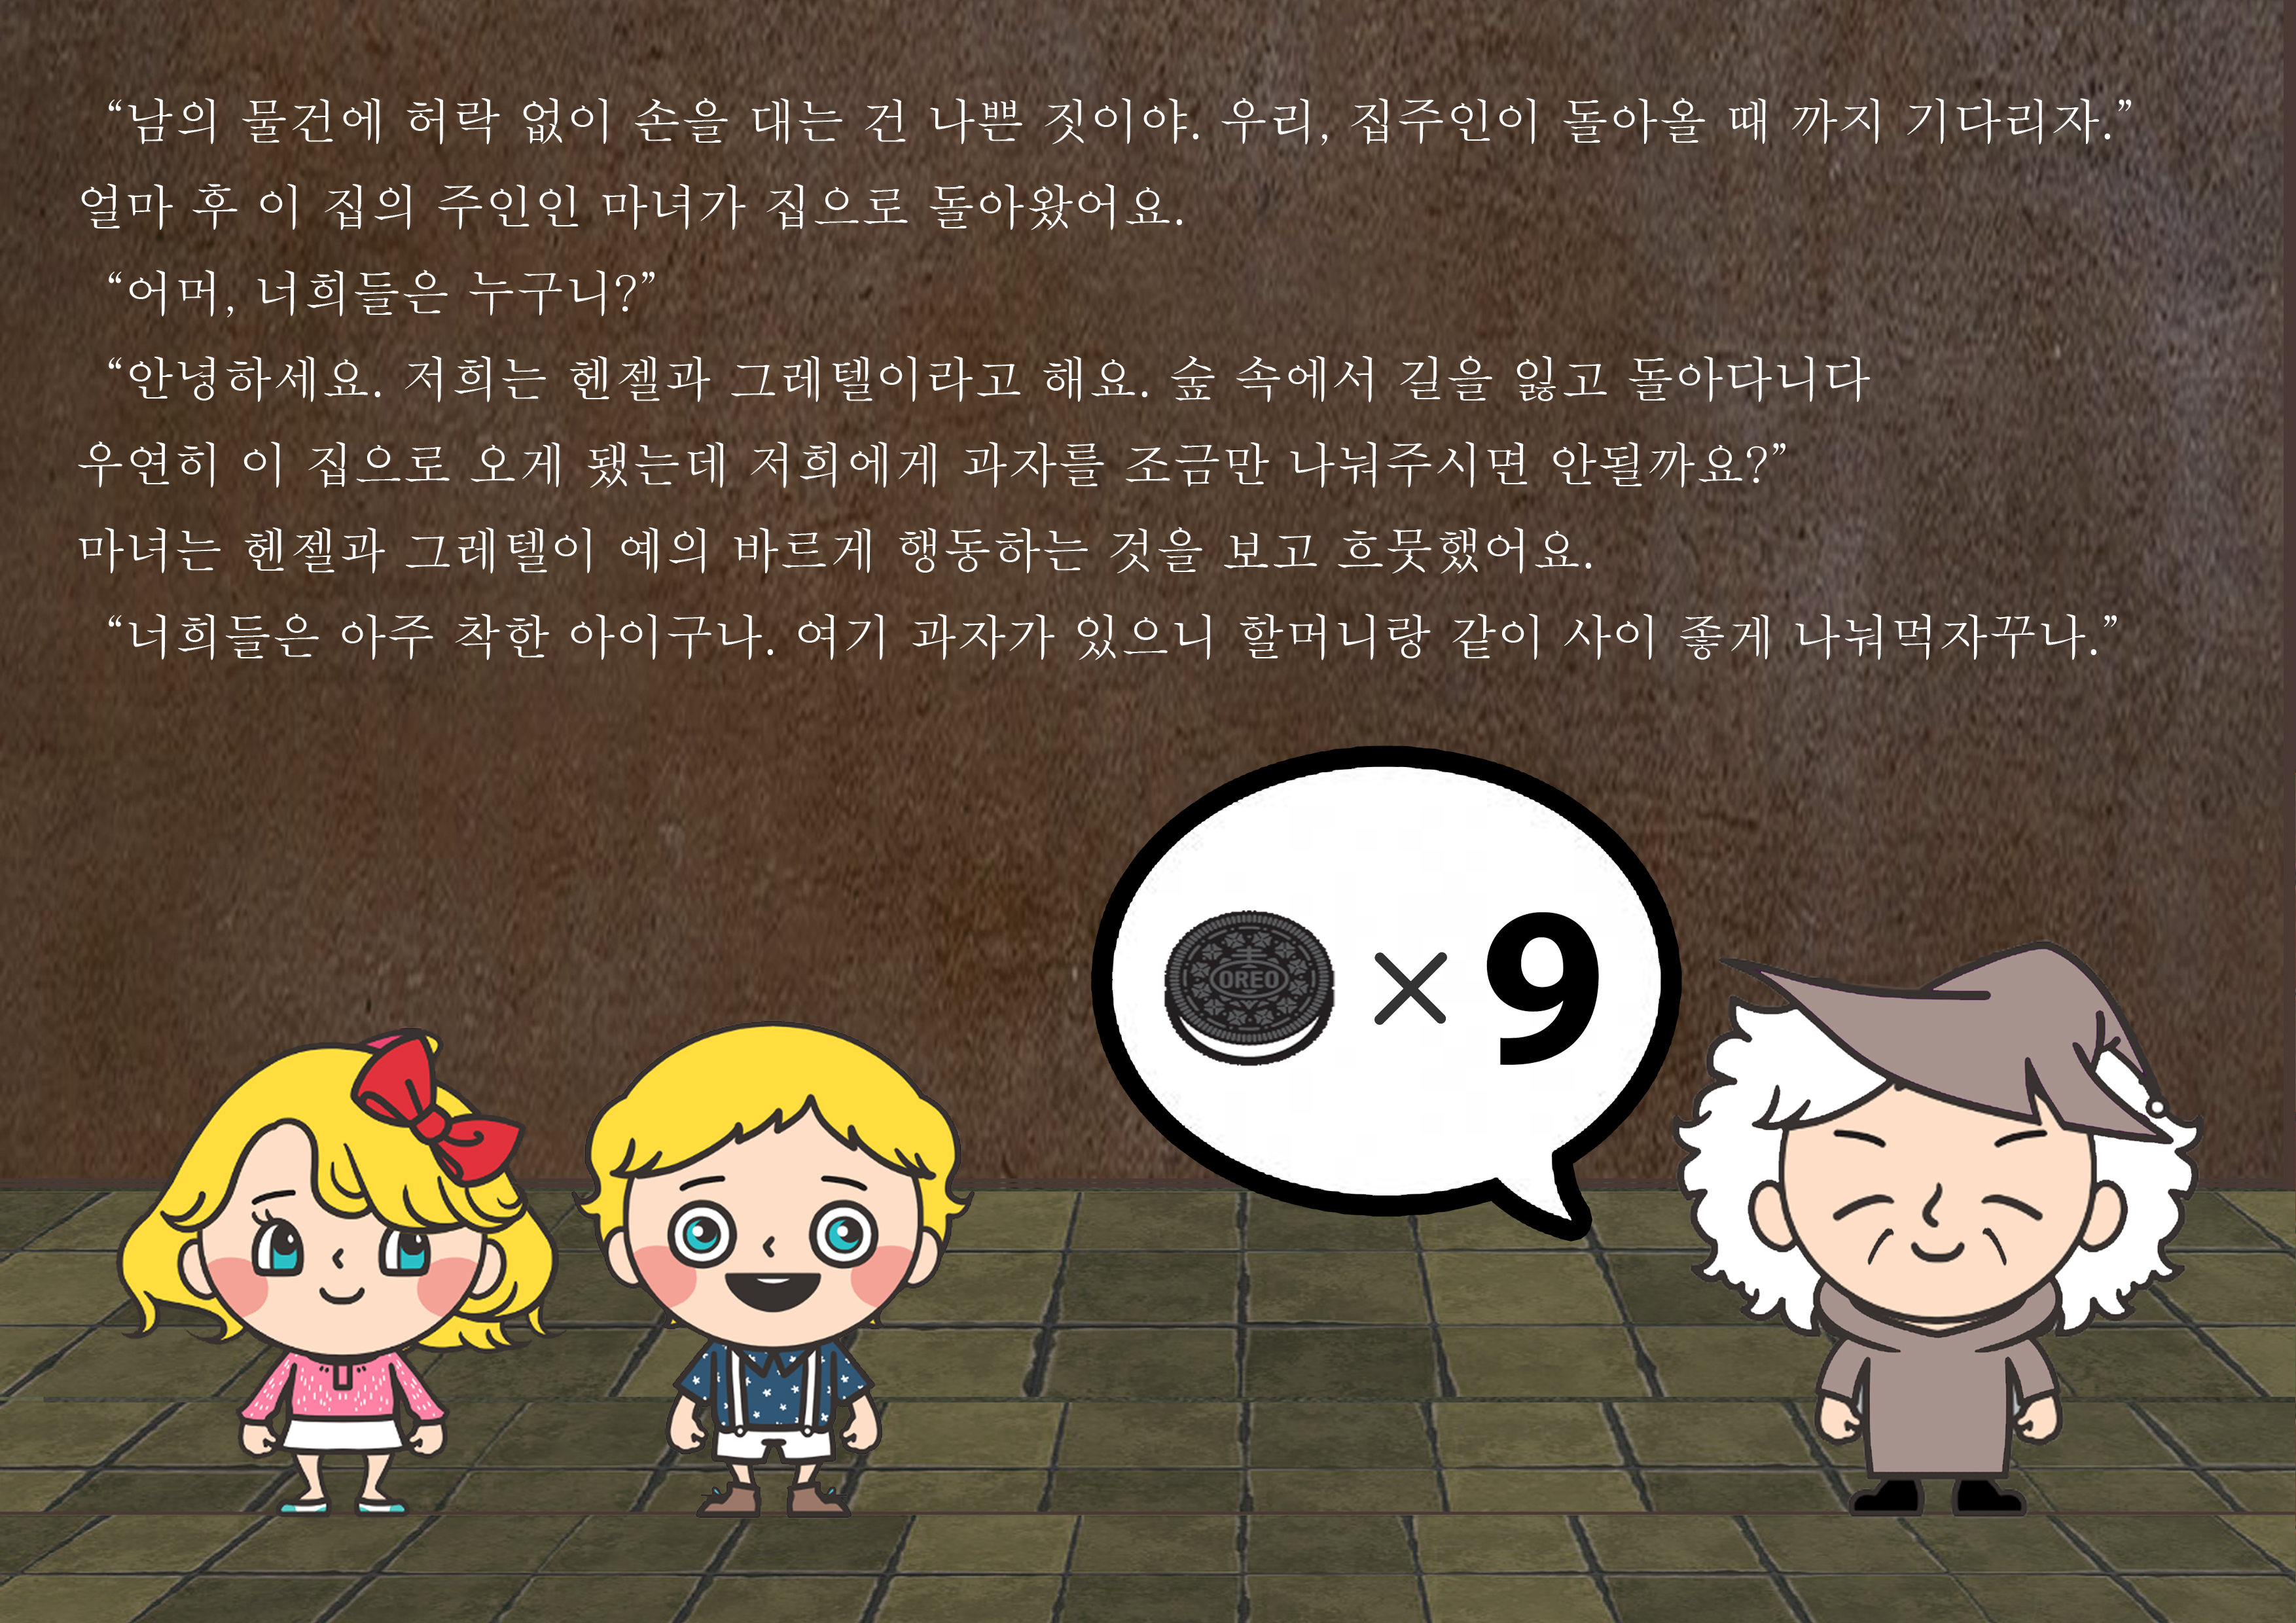 “남의 물건에 허락 없이 손을 대는 건 나쁜 짓이야. 우리, 집주인이 돌아올 때 까지 기다리자.”
얼마 후 이 집의 주인인 마녀가 집으로 돌아왔어요.
“어머, 너희들은 누구니?”
“안녕하세요. 저희는 헨젤과 그레텔이라고 해요. 숲 속에서 길을 잃고 돌아다니다
우연히 이 집으로 오게 됐는데 저희에게 과자를 조금만 나눠주시면 안될까요?”
마녀는 헨젤과 그레텔이 예의 바르게 행동하는 것을 보고 흐뭇했어요.
“너희들은 아주 착한 아이구나. 여기 과자가 있으니 할머니랑 같이 사이 좋게 나눠먹자꾸나.”
OREO × 9